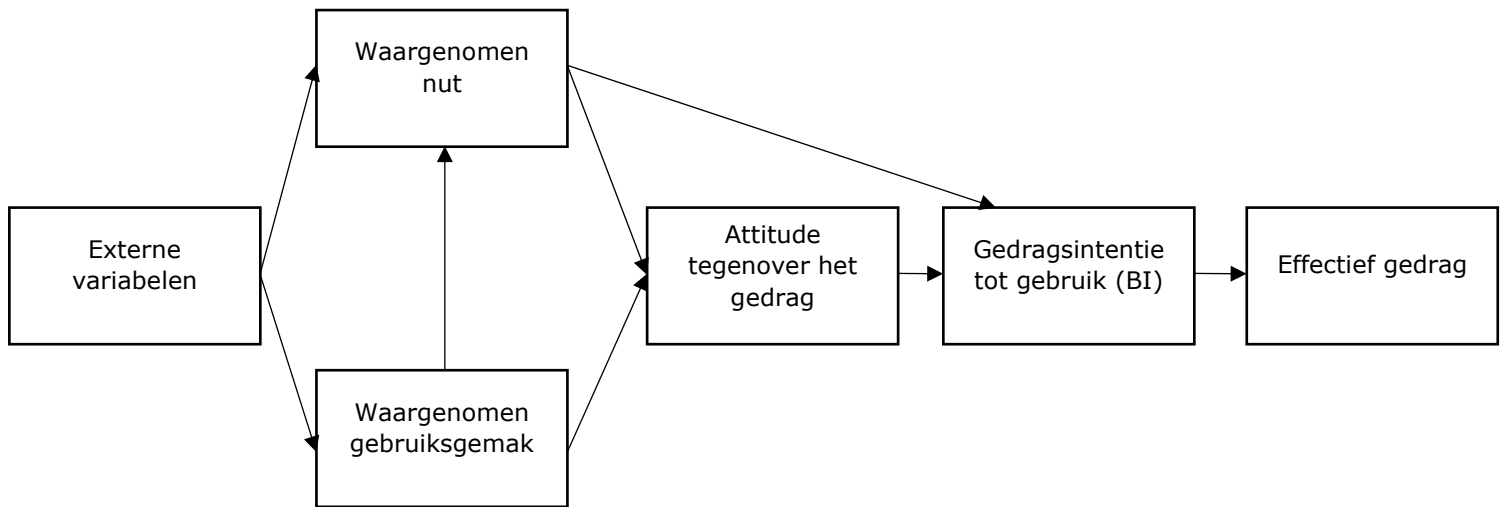 Waargenomen
nut
Externe
variabelen
Attitude
tegenover het
gedrag
Gedragsintentie
tot gebruik (BI)
Effectief gedrag
Waargenomen
gebruiksgemak